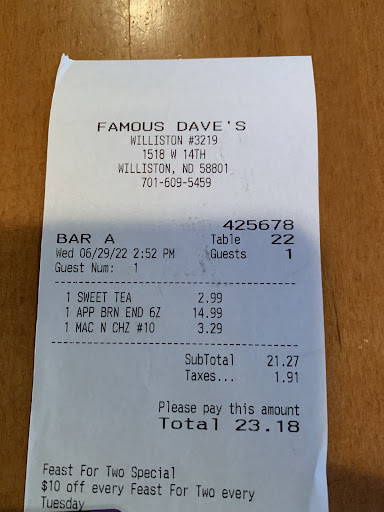 FAMOUS DAVE'S
WILLISTON #3219
1518 W 14TH
WILLISTON, ND 58801
701-609-5459
425678
BAR A Table 22
Wed 06/29/22 2:52 PM Guests 1
Guest Num: 1
1 SWEET TEA 2.99
1 APP BRN END 6Z 14.99
1 MAC N CHZ #10 3.29
SubTotal 21.27
Taxes... 1.91
Please pay this amount
Total 23.18
Feast For Two Special
$10 off every Feast For Two every
Tuesday